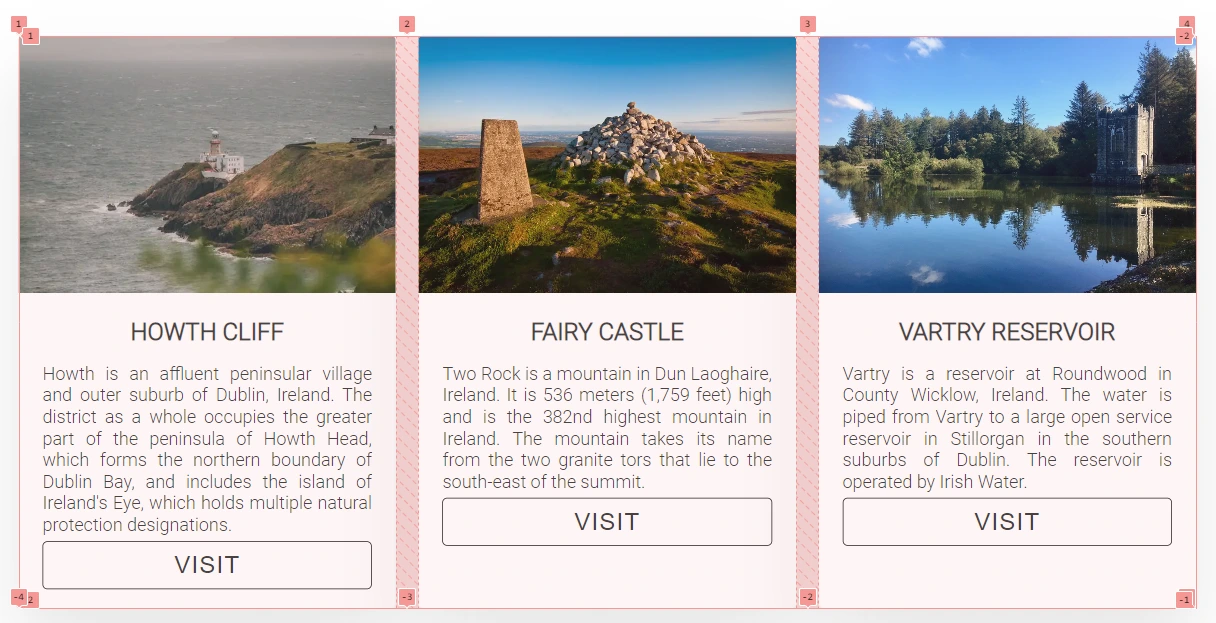 1
2
3
4
1
-2
HOWTH CLIFF
Howth is an affluent peninsular village
and outer suburb of Dublin, Ireland. The
district as a whole occupies the greater
part of the peninsula of Howth Head,
which forms the northern boundary of
Dublin Bay, and includes the island of
Ireland's Eye, which holds multiple natural
protection designations.
VISIT
FAIRY CASTLE
Two Rock is a mountain in Dun Laoghaire,
Ireland. It is 536 meters (1,759 feet) high
and is the 382nd highest mountain in
Ireland. The mountain takes its name
from the two granite tors that lie to the
south-east of the summit.
VISIT
VARTRY RESERVOIR
Vartry is a reservoir at Roundwood in
County Wicklow, Ireland. The water is
piped from Vartry to a large open service
reservoir in Stillorgan in the southern
suburbs of Dublin. The reservoir is
operated by Irish Water.
VISIT
-4
2
-3
-2
-1